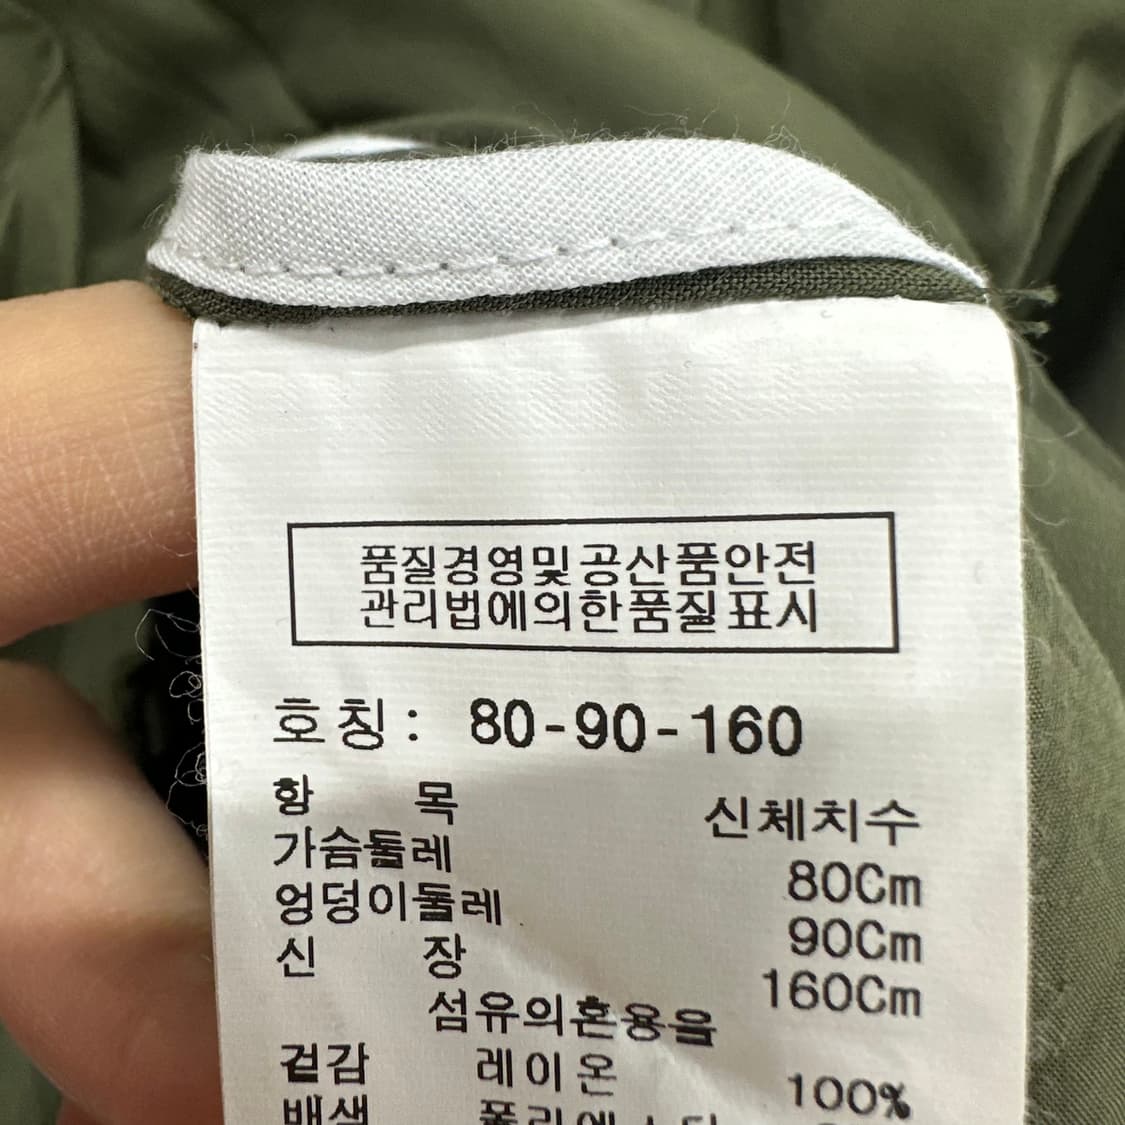 품질경영및공산품안전
관리법에의한품질표시
호칭: 80-90-160
항 목 신체치수
가슴둘레 80Cm
엉덩이둘레 90Cm
신 장 160Cm
섬유의혼용율
겉감 레이온 100%
배색